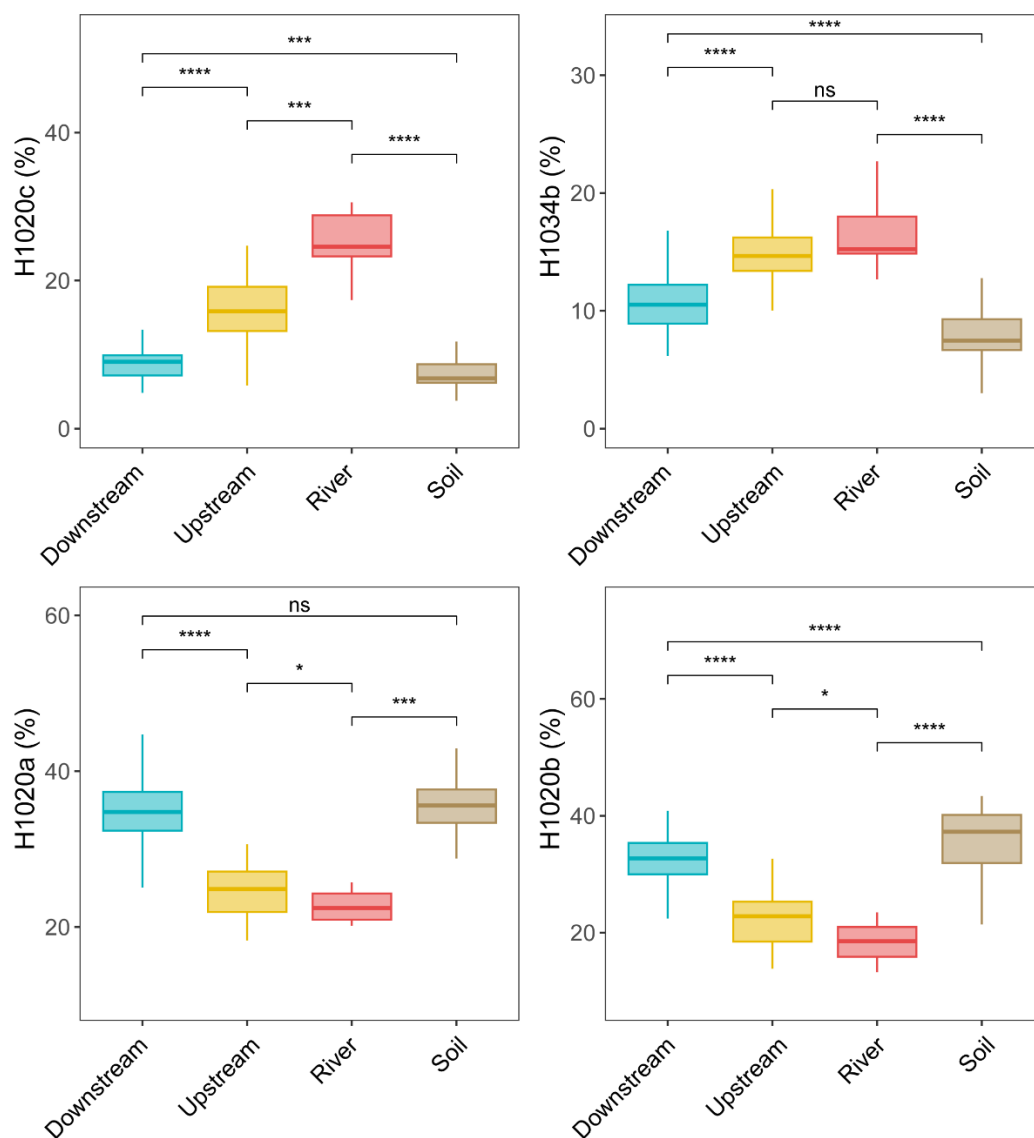 H1020c (%)
40
20
0
***
****
***
****
Downstream
Upstream
River
Soil
H1034b (%)
30
20
10
0
****
****
ns
****
Downstream
Upstream
River
Soil
H1020a (%)
60
40
20
ns
****
*
***
Downstream
Upstream
River
Soil
H1020b (%)
60
40
20
****
****
*
****
Downstream
Upstream
River
Soil